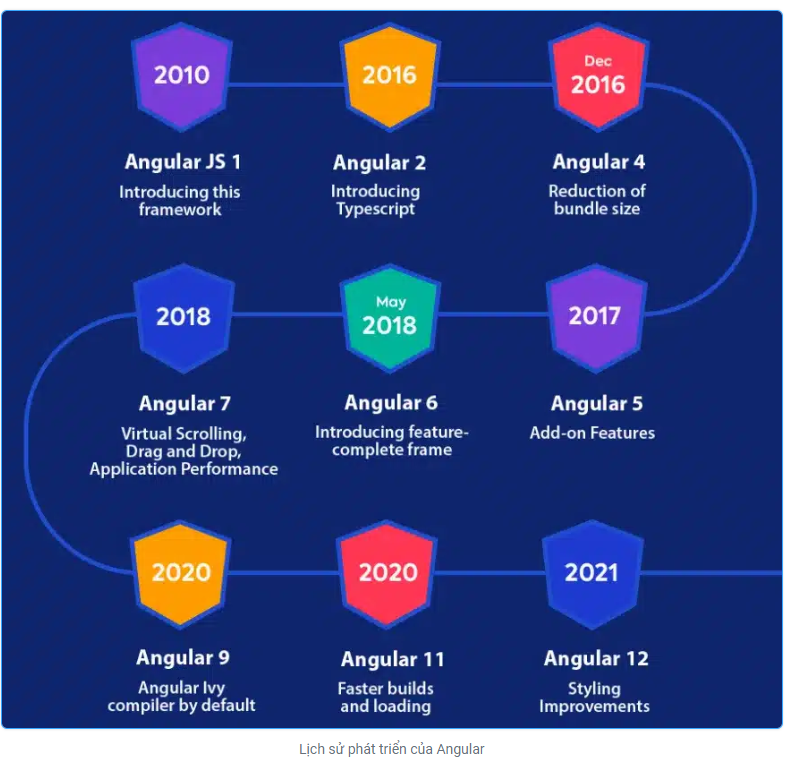 2010
Angular JS 1
Introducing this
framework
2016
Angular 2
Introducing
Typescript
Dec
2016
Angular 4
Reduction of
bundle size
2017
Angular 5
Add-on Features
May
2018
Angular 6
Introducing feature-
complete frame
2018
Angular 7
Virtual Scrolling,
Drag and Drop,
Application Performance
2020
Angular 9
Angular Ivy
compiler by default
2020
Angular 11
Faster builds
and loading
2021
Angular 12
Styling
Improvements
Lịch sử phát triển của Angular